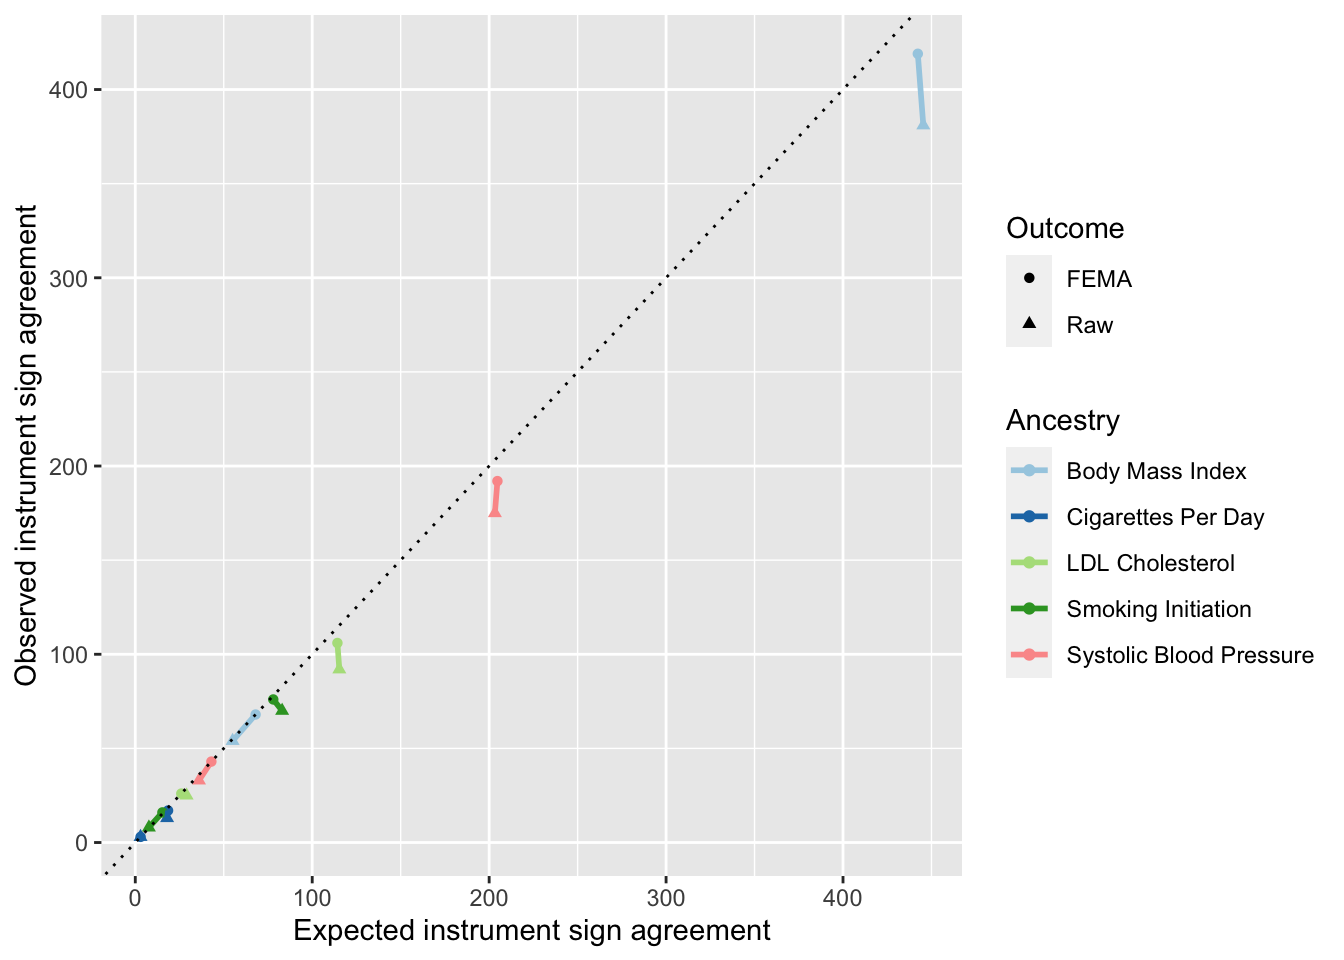 Observed instrument sign agreement
400
300
200
100
0
0 100 200 300 400
Expected instrument sign agreement
Outcome
FEMA
Raw
Ancestry
Body Mass Index
Cigarettes Per Day
LDL Cholesterol
Smoking Initiation
Systolic Blood Pressure